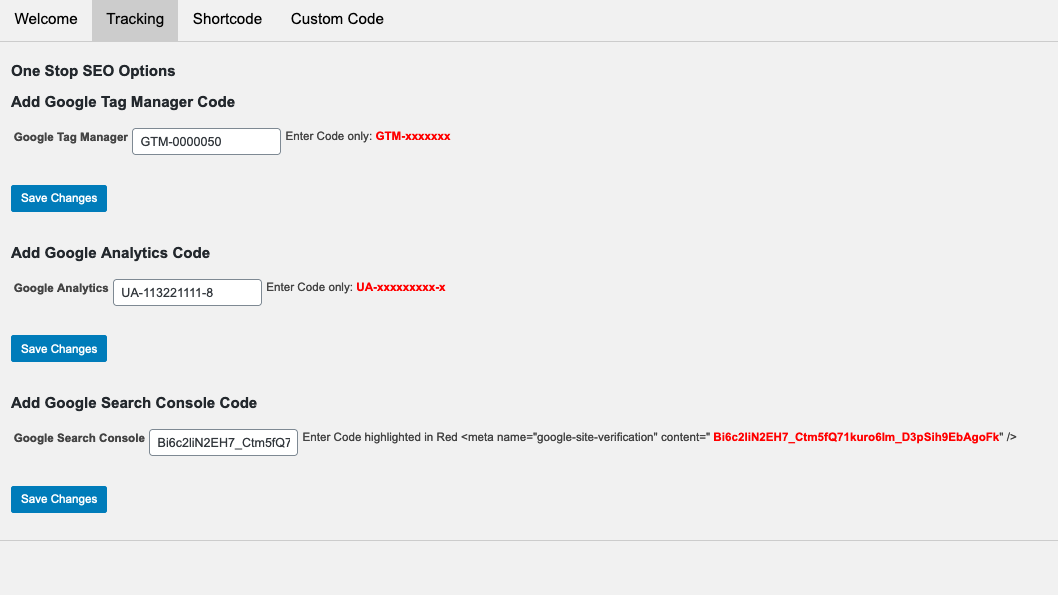 Welcome Tracking Shortcode Custom Code
One Stop SEO Options
Add Google Tag Manager Code
Google Tag Manager GTM-0000050 Enter Code only: GTM-xxxxxxx
Save Changes
Add Google Analytics Code
Google Analytics UA-113221111-8 Enter Code only: UA-xxxxxxxxx-x
Save Changes
Add Google Search Console Code
Google Search Console Bi6c2liN2EH7_Ctm5fQ7 Enter Code highlighted in Red <meta name="google-site-verification" content=" Bi6c2liN2EH7_Ctm5fQ71kuro6lm_D3pSih9EbAgoFk" />
Save Changes